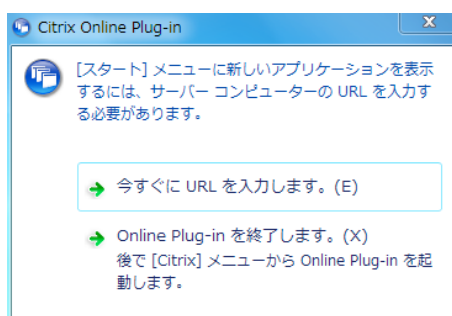 Citrix Online Plug-in
[スタート] メニューに新しいアプリケーションを表示
するには、サーバー コンピューターの URL を入力す
る必要があります。
今すぐに URL を入力します。(E)
Online Plug-in を終了します。(X)
後で [Citrix] メニューから Online Plug-in を起
動します。